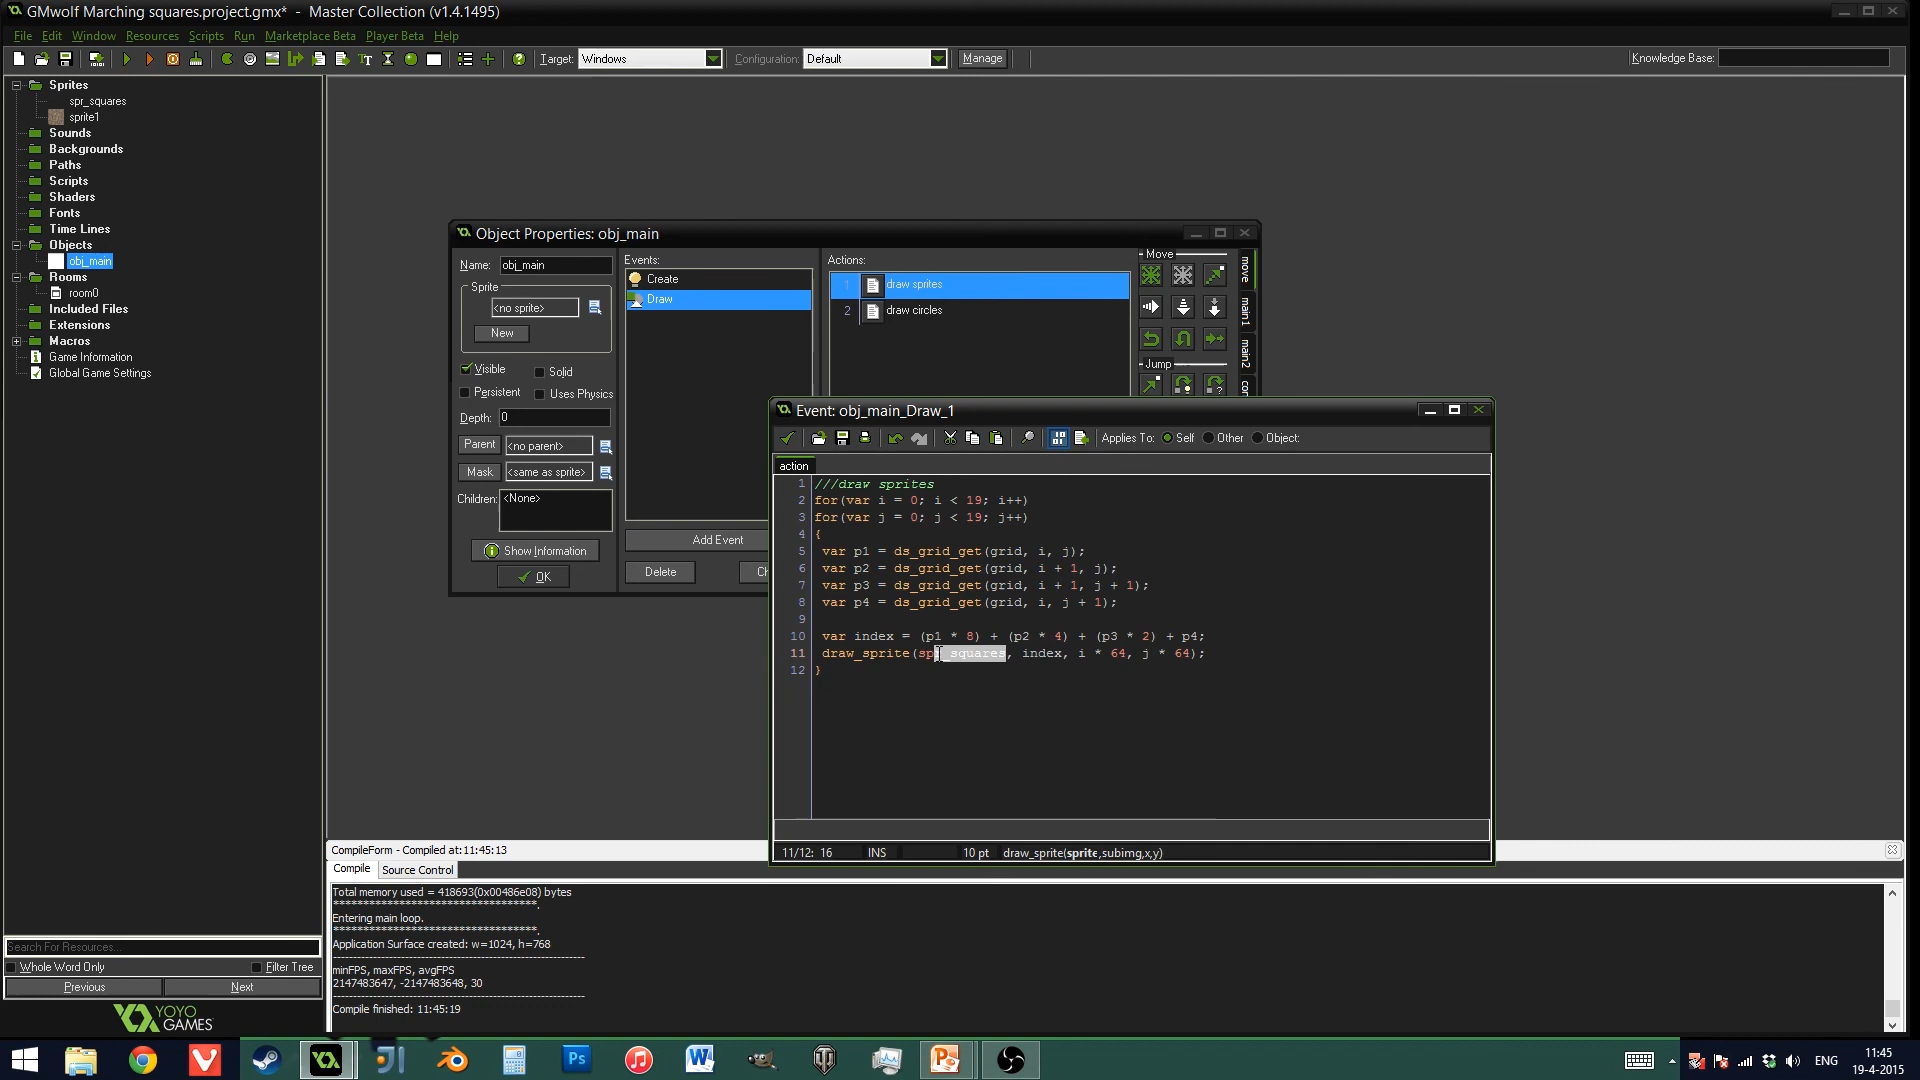 GMwolf Marching squares.project.gmx* - Master Collection (v1.4.1495)
File Edit Window Resources Scripts Run Marketplace Beta Player Beta Help
Target: Windows Configuration: Default Manage Knowledge Base:
Sprites
spr_squares
sprite1
Sounds
Backgrounds
Paths
Scripts
Shaders
Fonts
Time Lines
Objects
obj_main
Rooms
room0
Included Files
Extensions
Macros
Game Information
Global Game Settings
Search For Resources...
Whole Word Only Filter Tree
Previous Next
YOYO
GAMES
Object Properties: obj_main
Name: obj_main
Sprite
<no sprite>
New
Visible Solid
Persistent Uses Physics
Depth: 0
Parent <no parent>
Mask <same as sprite>
Children: <None>
Show Information
OK
Events:
Create
Draw
Add Event
Delete Ch
Actions:
1 draw sprites
2 draw circles
Move
Jump
move
main1
main2
co
Event: obj_main_Draw_1
Applies To: Self Other Object:
action
1 ///draw sprites
2 for(var i = 0; i < 19; i++)
3 for(var j = 0; j < 19; j++)
4 {
5 var p1 = ds_grid_get(grid, i, j);
6 var p2 = ds_grid_get(grid, i + 1, j);
7 var p3 = ds_grid_get(grid, i + 1, j + 1);
8 var p4 = ds_grid_get(grid, i, j + 1);
9
10 var index = (p1 * 8) + (p2 * 4) + (p3 * 2) + p4;
11 draw_sprite(spr_squares, index, i * 64, j * 64);
12 }
11/12: 16 INS 10 pt draw_sprite(sprite,subimg,x,y)
CompileForm - Compiled at:11:45:13
Compile Source Control
Total memory used = 418693(0x00486e08) bytes
***********************************.
Entering main loop.
***********************************.
Application Surface created: w=1024, h=768
-------------------------------------------------------
minFPS, maxFPS, avgFPS
2147483647, -2147483648, 30
-------------------------------------------------------
Compile finished: 11:45:19
Ps
W
P
ENG
11:45
19-4-2015